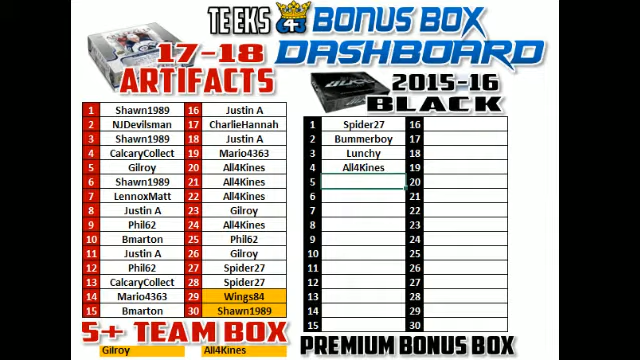 TEEKS 4 BONUS BOX
DASHBOARD
17-18
ARTIFACTS
2015-16
BLACK
1 Shawn1989 16 Justin A
2 NJDevilsman 17 CharlieHannah
3 Shawn1989 18 Justin A
4 CalcaryCollect 19 Mario4363
5 Gilroy 20 All4Kines
6 Shawn1989 21 All4Kines
7 LennoxMatt 22 All4Kines
8 Justin A 23 Gilroy
9 Phil62 24 All4Kines
10 Bmarton 25 Phil62
11 Justin A 26 Gilroy
12 Phil62 27 Spider27
13 CalcaryCollect 28 Spider27
14 Mario4363 29 Wings84
15 Bmarton 30 Shawn1989
5+ TEAM BOX
Gilroy All4Kines
1 Spider27 16
2 Bummerboy 17
3 Lunchy 18
4 All4Kines 19
5 20
6 21
7 22
8 23
9 24
10 25
11 26
12 27
13 28
14 29
15 30
PREMIUM BONUS BOX